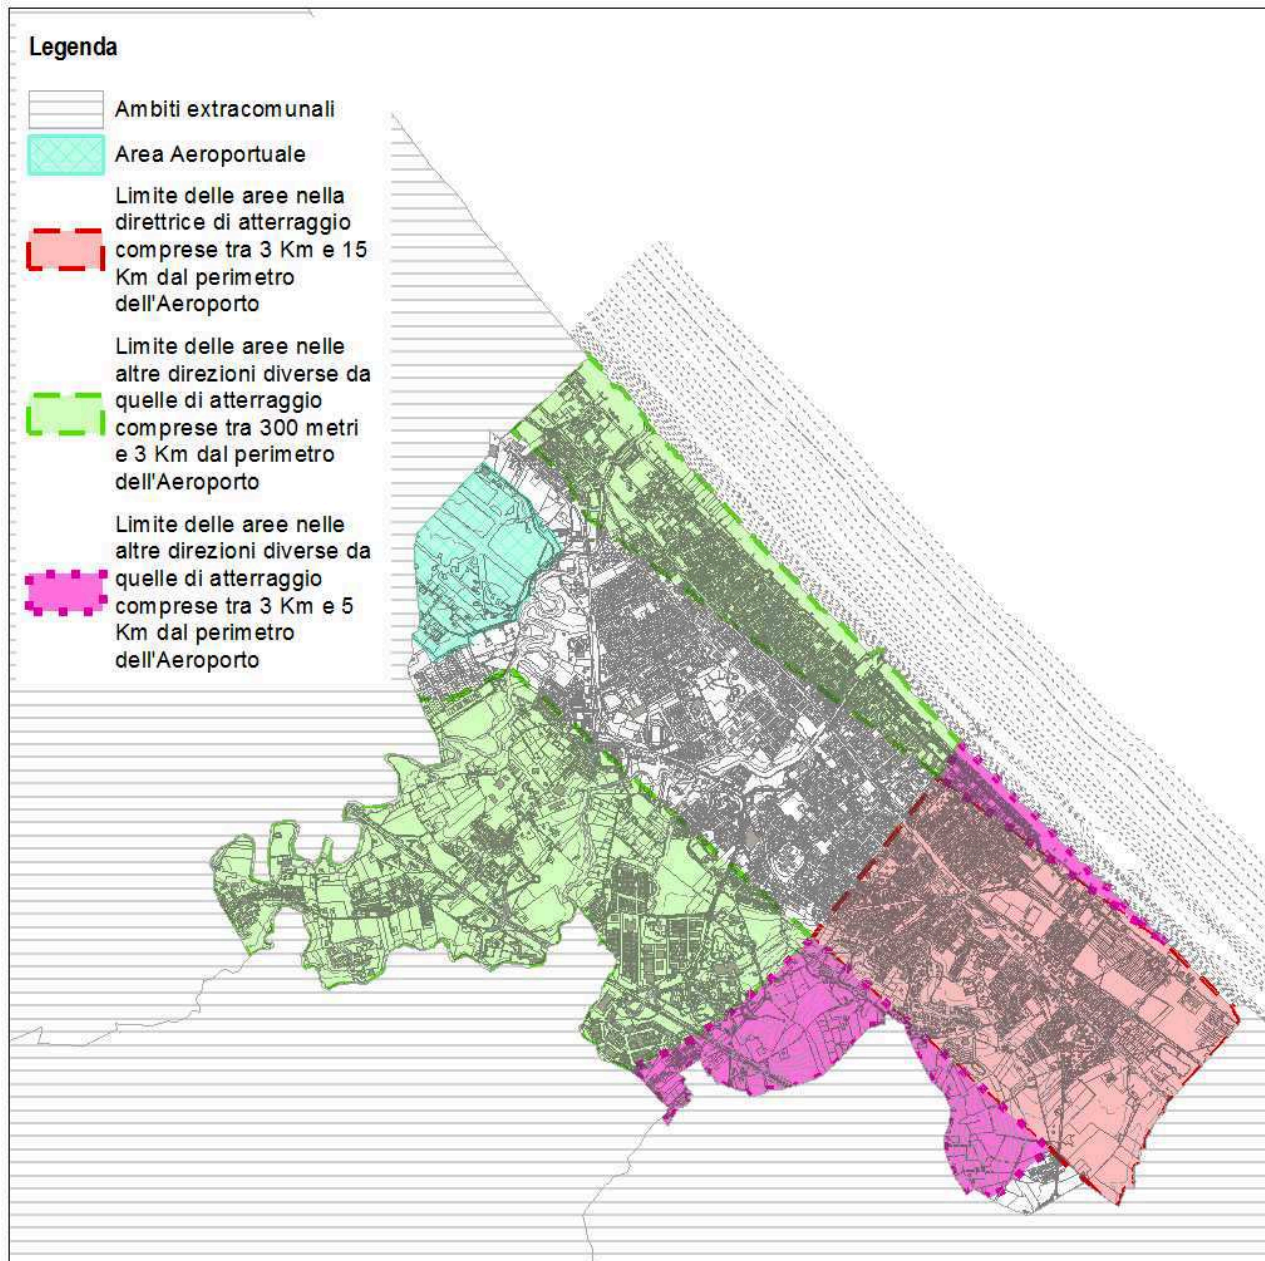 Legenda
Ambiti extracomunali
Area Aeroportuale
Limite delle aree nella
direttrice di atterraggio
comprese tra 3 Km e 15
Km dal perimetro
dell'Aeroporto
Limite delle aree nelle
altre direzioni diverse da
quelle di atterraggio
comprese tra 300 metri
e 3 Km dal perimetro
dell'Aeroporto
Limite delle aree nelle
altre direzioni diverse da
quelle di atterraggio
comprese tra 3 Km e 5
Km dal perimetro
dell'Aeroporto